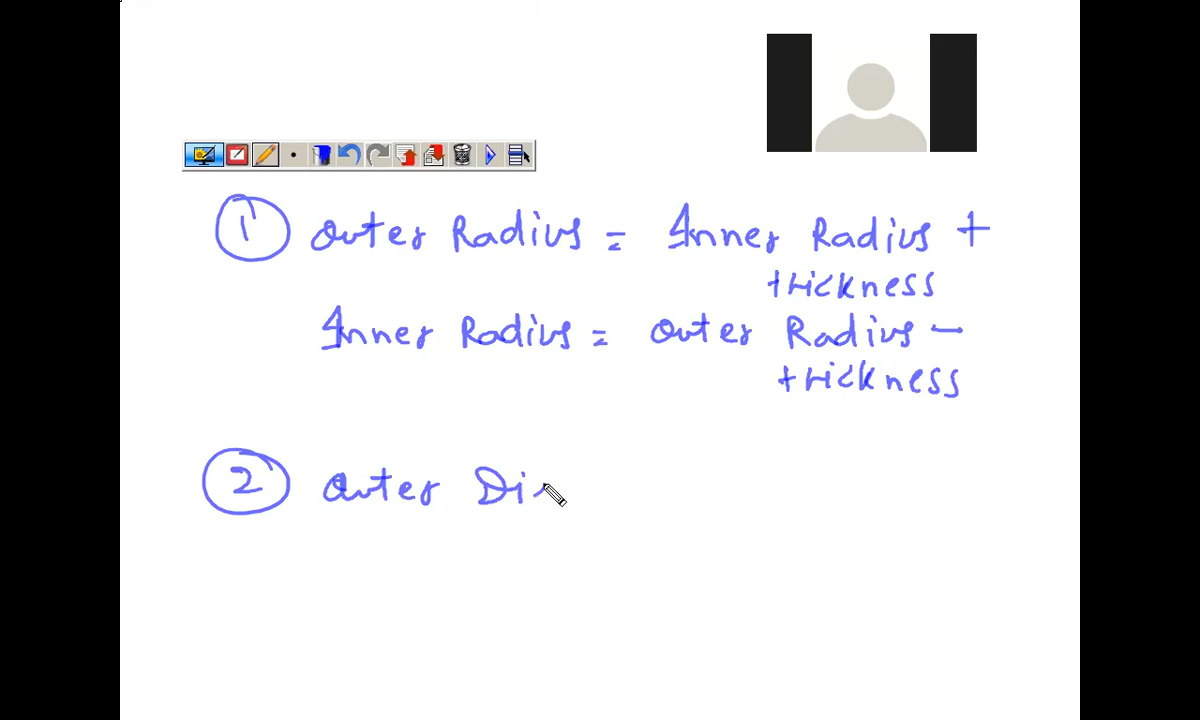 1 Outer Radius = Inner Radius +
thickness
Inner Radius = Outer Radius -
thickness
2 Outer Di